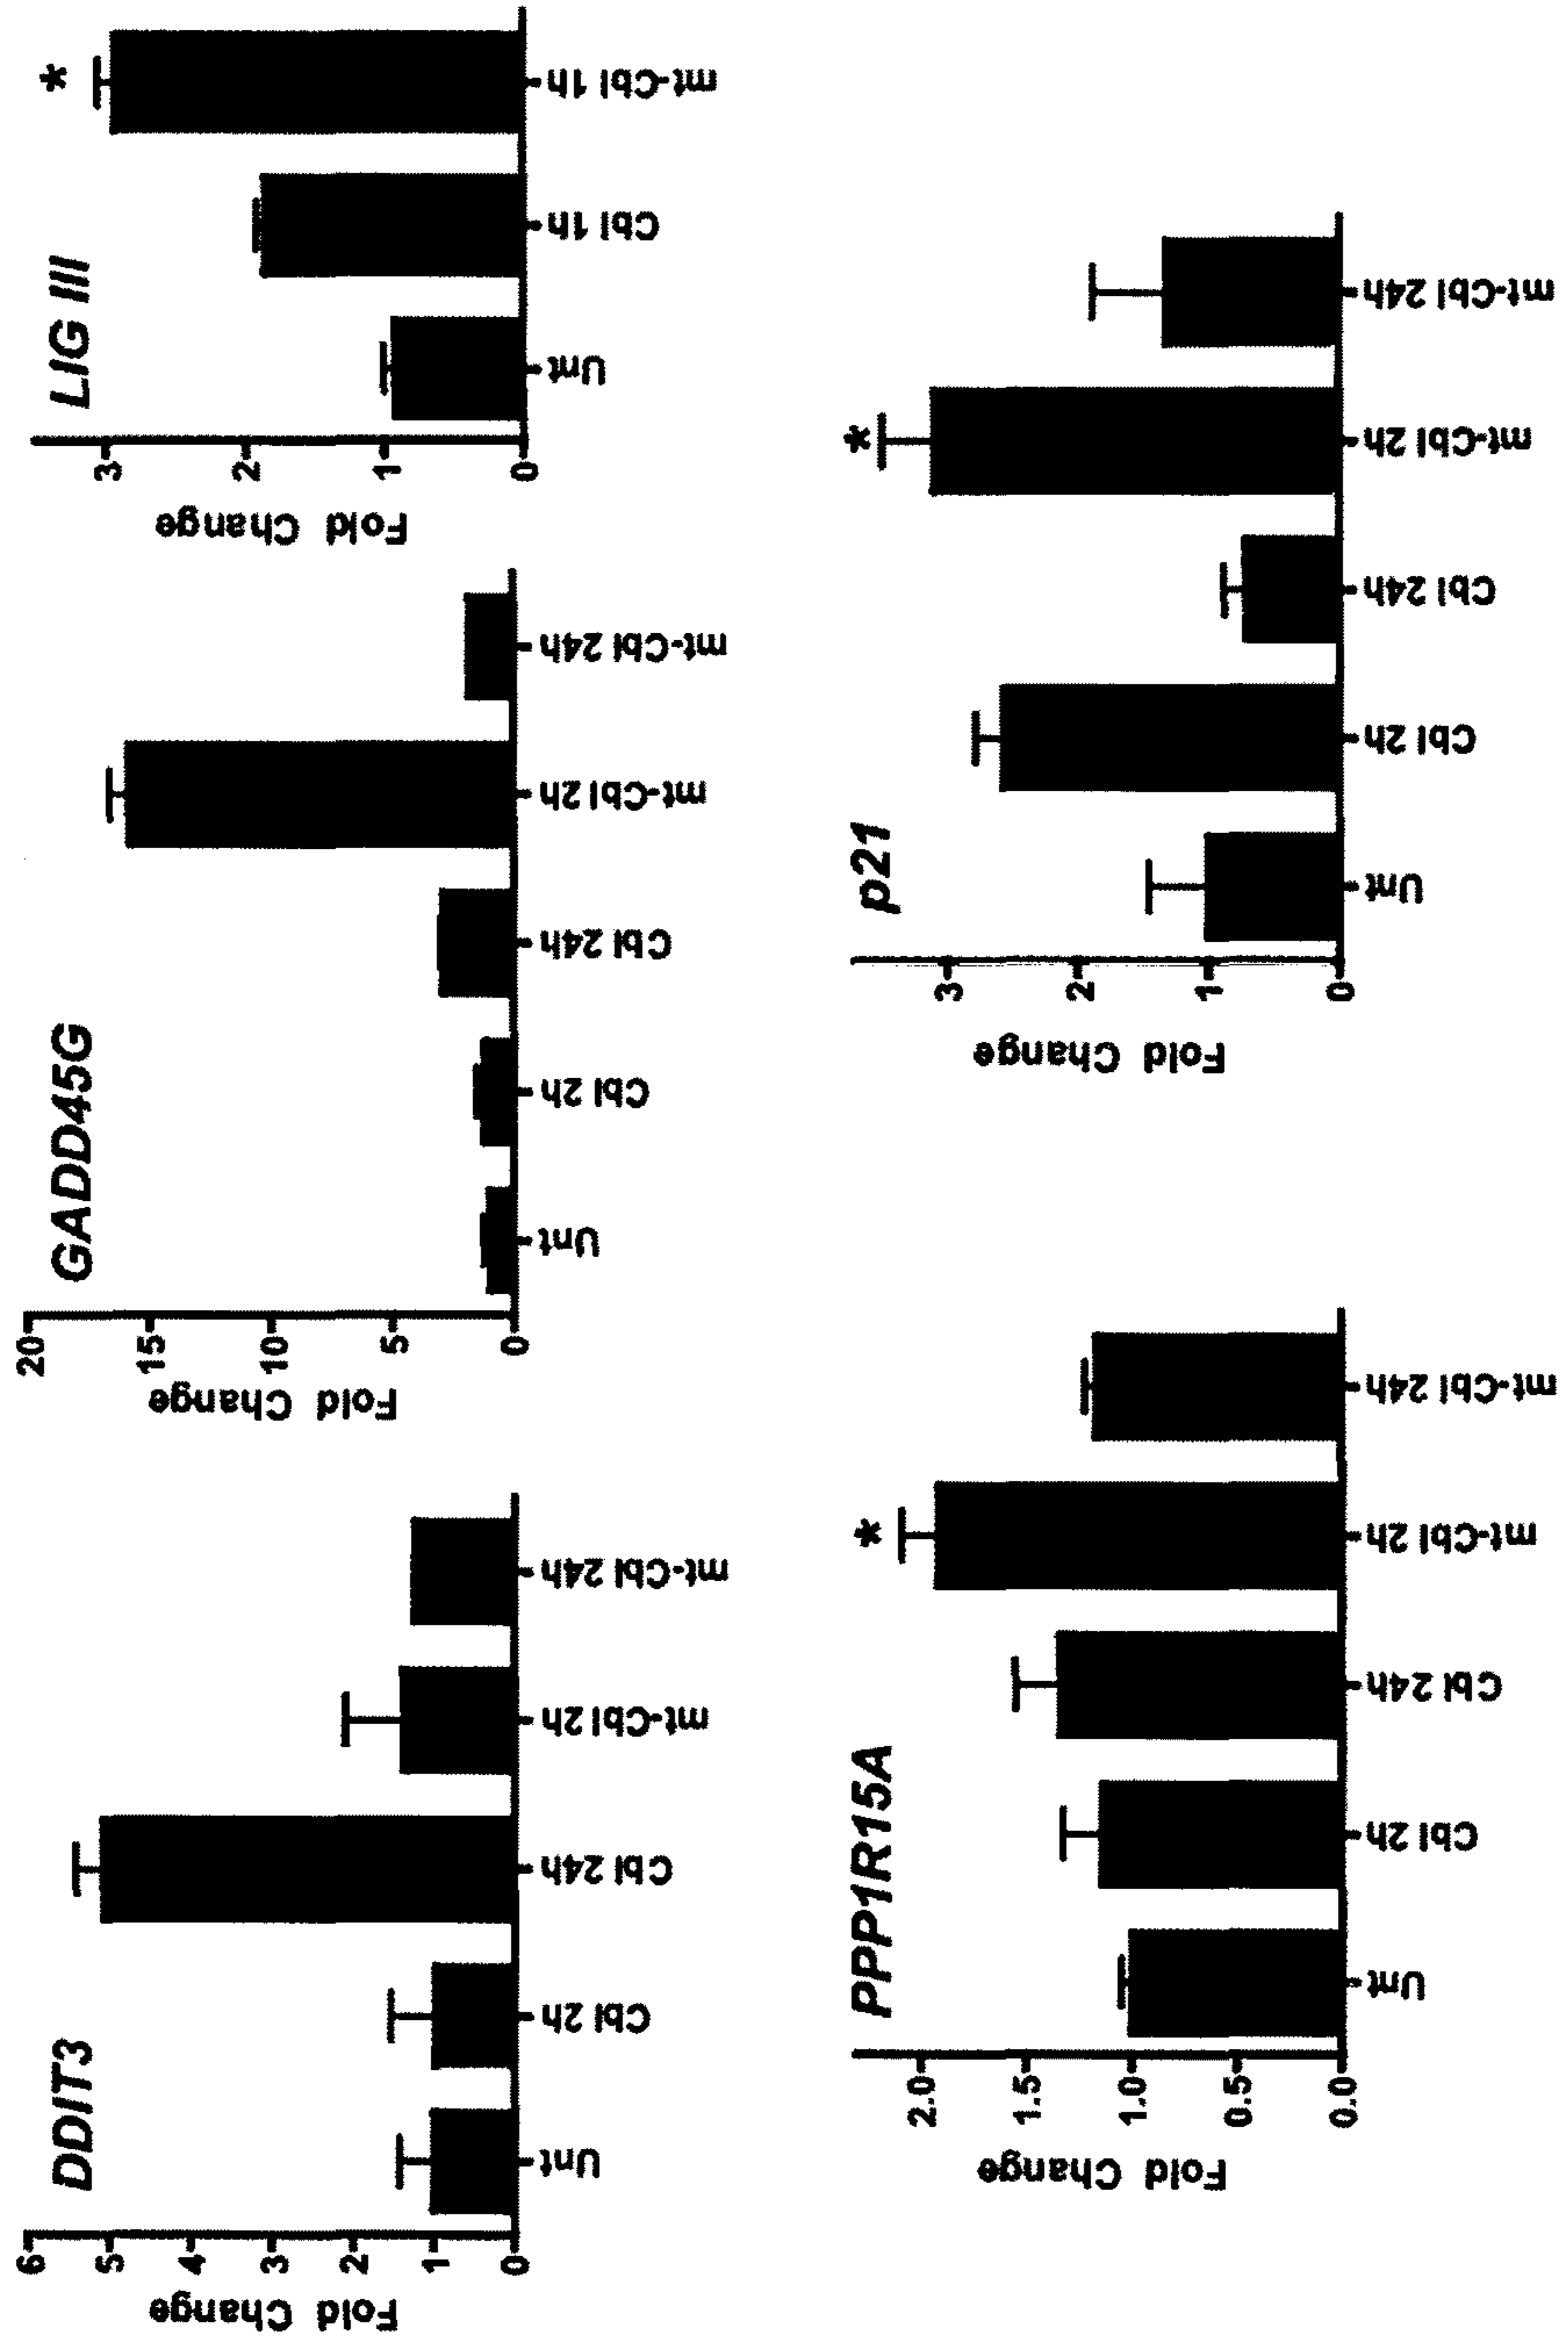 DDIT3
Fold Change
6
5
4
3
2
1
0
Unt
Cbl 2h
Cbl 24h
mt-Cbl 2h
mt-Cbl 24h
GADD45G
Fold Change
20
15
10
5
0
Unt
Cbl 2h
Cbl 24h
mt-Cbl 2h
mt-Cbl 24h
LIG III
Fold Change
3
2
1
0
Unt
Cbl 1h
mt-Cbl 1h
*
PPP1R15A
Fold Change
2.0
1.5
1.0
0.5
0.0
Unt
Cbl 2h
Cbl 24h
mt-Cbl 2h
mt-Cbl 24h
*
p21
Fold Change
3
2
1
0
Unt
Cbl 2h
Cbl 24h
mt-Cbl 2h
mt-Cbl 24h
*